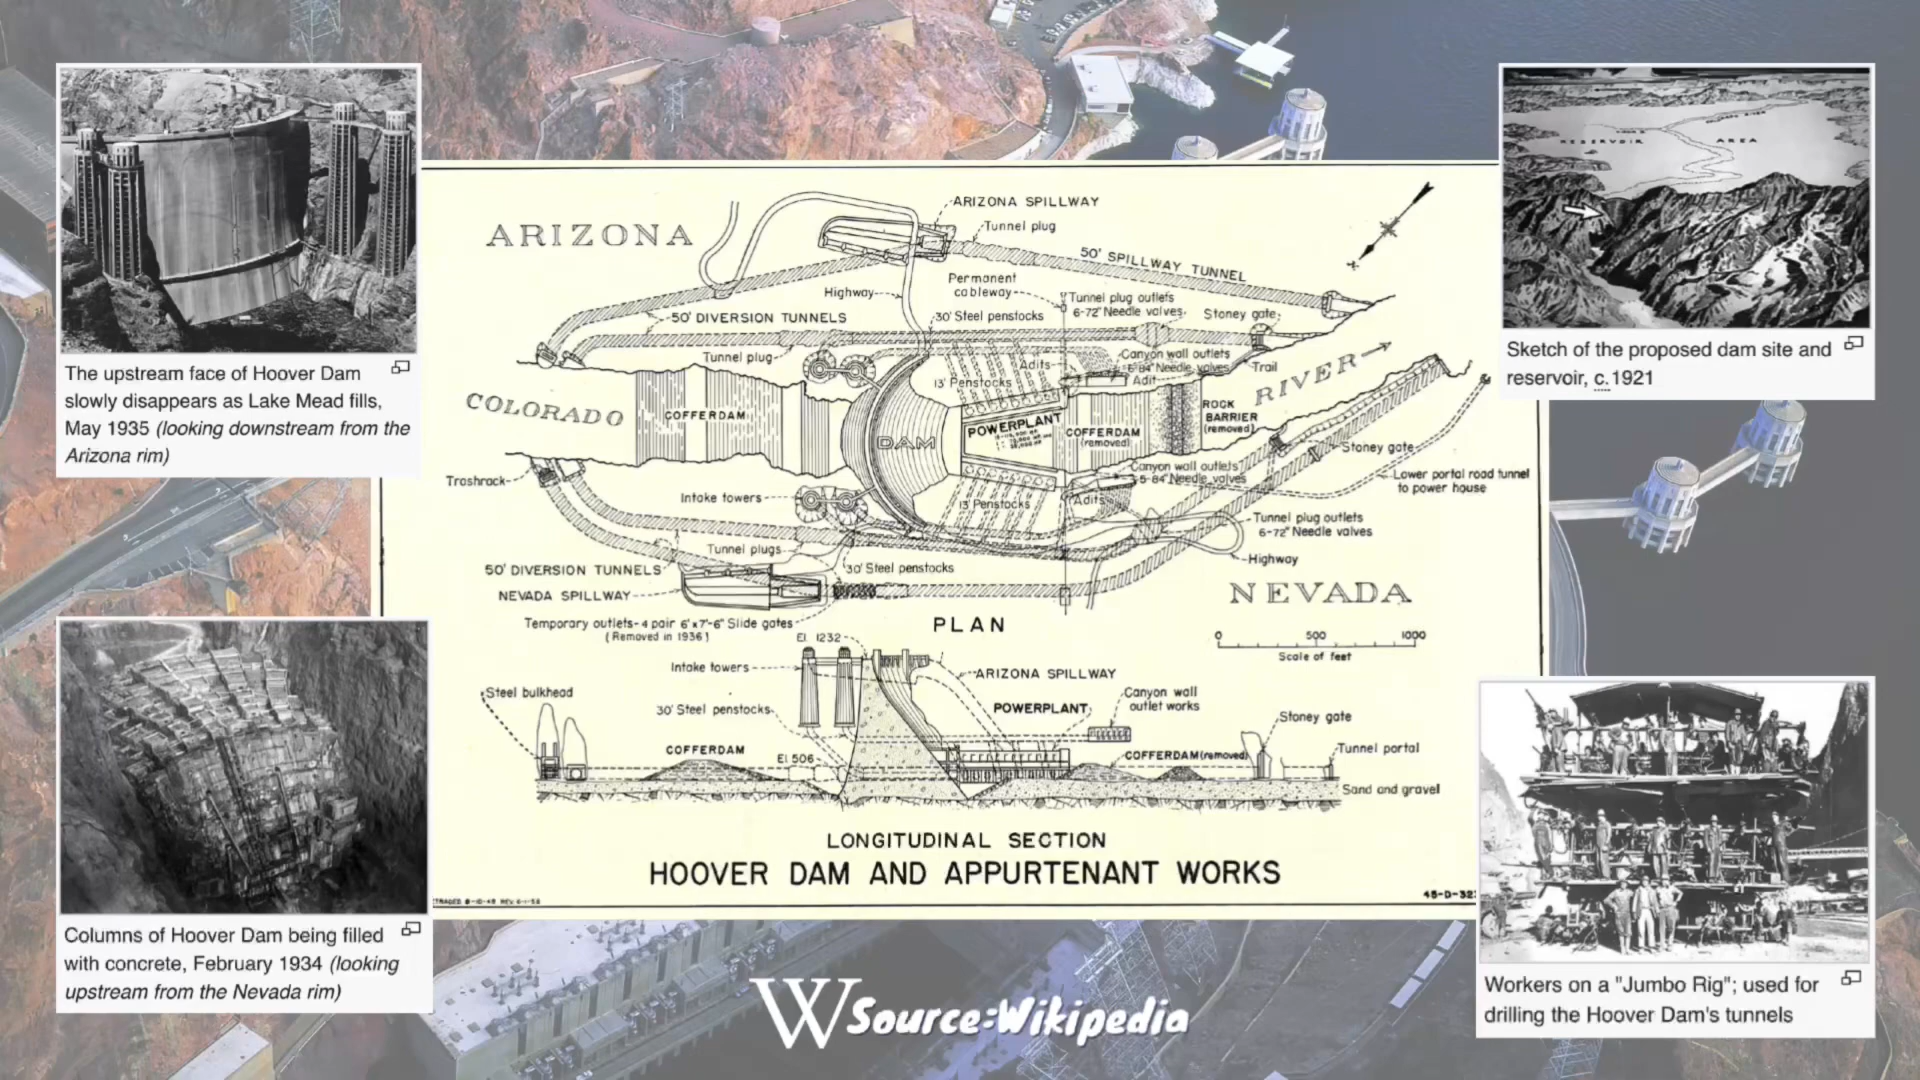 The upstream face of Hoover Dam
slowly disappears as Lake Mead fills,
May 1935 (looking downstream from the
Arizona rim)
Columns of Hoover Dam being filled
with concrete, February 1934 (looking
upstream from the Nevada rim)
ARIZONA
ARIZONA SPILLWAY
Tunnel plug
50' SPILLWAY TUNNEL
Permanent
cableway
Highway
Tunnel plug outlets
6-72" Needle valves
50' DIVERSION TUNNELS
30' Steel penstocks
Stoney gate
Tunnel plug
Adits
Canyon wall outlets
Needle valves
Trail
13' Penstocks
Adit
RIVER
COLORADO
COFFERDAM
DAM
POWERPLANT
COFFERDAM
(removed)
ROCK
BARRIER
(removed)
Stoney gate
Trashrack
Canyon wall outlets
5-84" Needle valves
Lower portal road tunnel
to power house
Intake towers
13' Penstocks
Adits
Tunnel plug outlets
6-72" Needle valves
Tunnel plugs
Highway
50' DIVERSION TUNNELS
30' Steel penstocks
NEVADA SPILLWAY
NEVADA
Temporary outlets-4 pair 6'x7'-6" Slide gates
(Removed in 1936)
PLAN
0 500 1000
Scale of feet
El. 1232
Intake towers
ARIZONA SPILLWAY
Steel bulkhead
Canyon wall
outlet works
30' Steel penstocks
POWERPLANT
Stoney gate
COFFERDAM
El 506
COFFERDAM (removed)
Tunnel portal
Sand and gravel
LONGITUDINAL SECTION
HOOVER DAM AND APPURTENANT WORKS
RESERVOIR AREA
Sketch of the proposed dam site and
reservoir, c.1921
Workers on a "Jumbo Rig"; used for
drilling the Hoover Dam's tunnels
W Source:Wikipedia